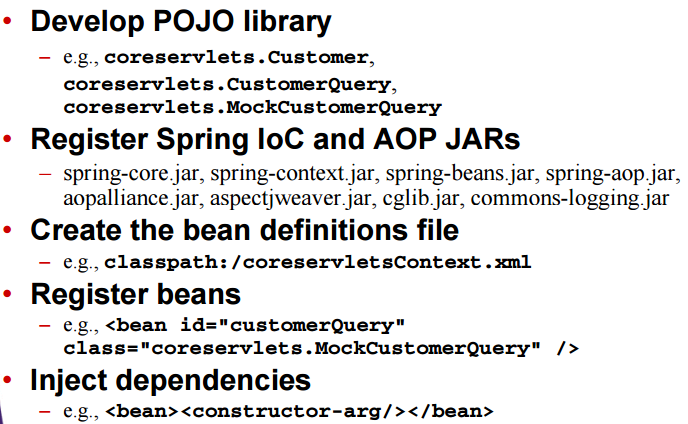 • Develop POJO library
– e.g., coreservlets.Customer,
coreservlets.CustomerQuery,
coreservlets.MockCustomerQuery
• Register Spring IoC and AOP JARs
– spring-core.jar, spring-context.jar, spring-beans.jar, spring-aop.jar,
aopalliance.jar, aspectjweaver.jar, cglib.jar, commons-logging.jar
• Create the bean definitions file
– e.g., classpath:/coreservletsContext.xml
• Register beans
– e.g., <bean id="customerQuery"
class="coreservlets.MockCustomerQuery" />
• Inject dependencies
– e.g., <bean><constructor-arg/></bean>